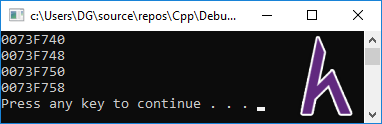 c:\Users\DG\source\repos\Cpp\Debu...
0073F740
0073F748
0073F750
0073F758
Press any key to continue . . .